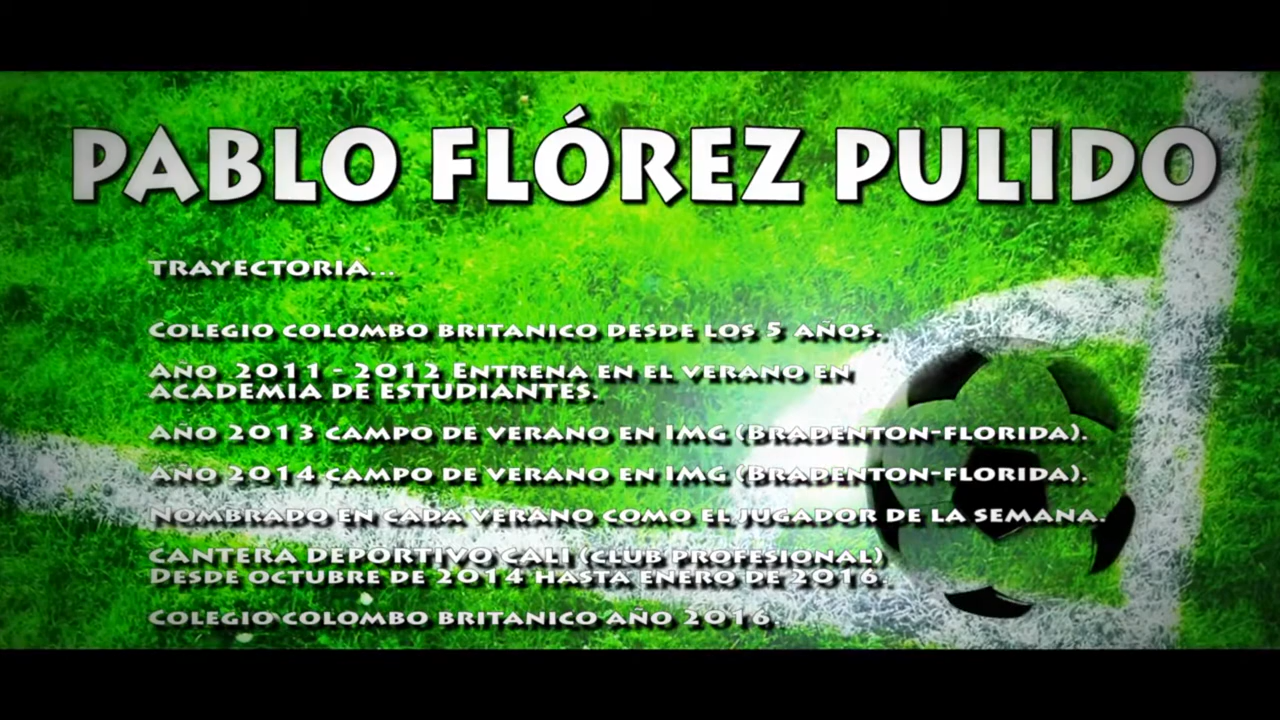 PABLO FLÓREZ PULIDO
TRAYECTORIA...
COLEGIO COLOMBO BRITANICO DESDE LOS 5 AÑOS.
AÑO 2011 - 2012 ENTRENA EN EL VERANO EN
ACADEMIA DE ESTUDIANTES.
AÑO 2013 CAMPO DE VERANO EN IMG (BRADENTON-FLORIDA).
AÑO 2014 CAMPO DE VERANO EN IMG (BRADENTON-FLORIDA).
NOMBRADO EN CADA VERANO COMO EL JUGADOR DE LA SEMANA.
CANTERA DEPORTIVO CALI (CLUB PROFESIONAL)
DESDE OCTUBRE DE 2014 HASTA ENERO DE 2016.
COLEGIO COLOMBO BRITANICO AÑO 2016.